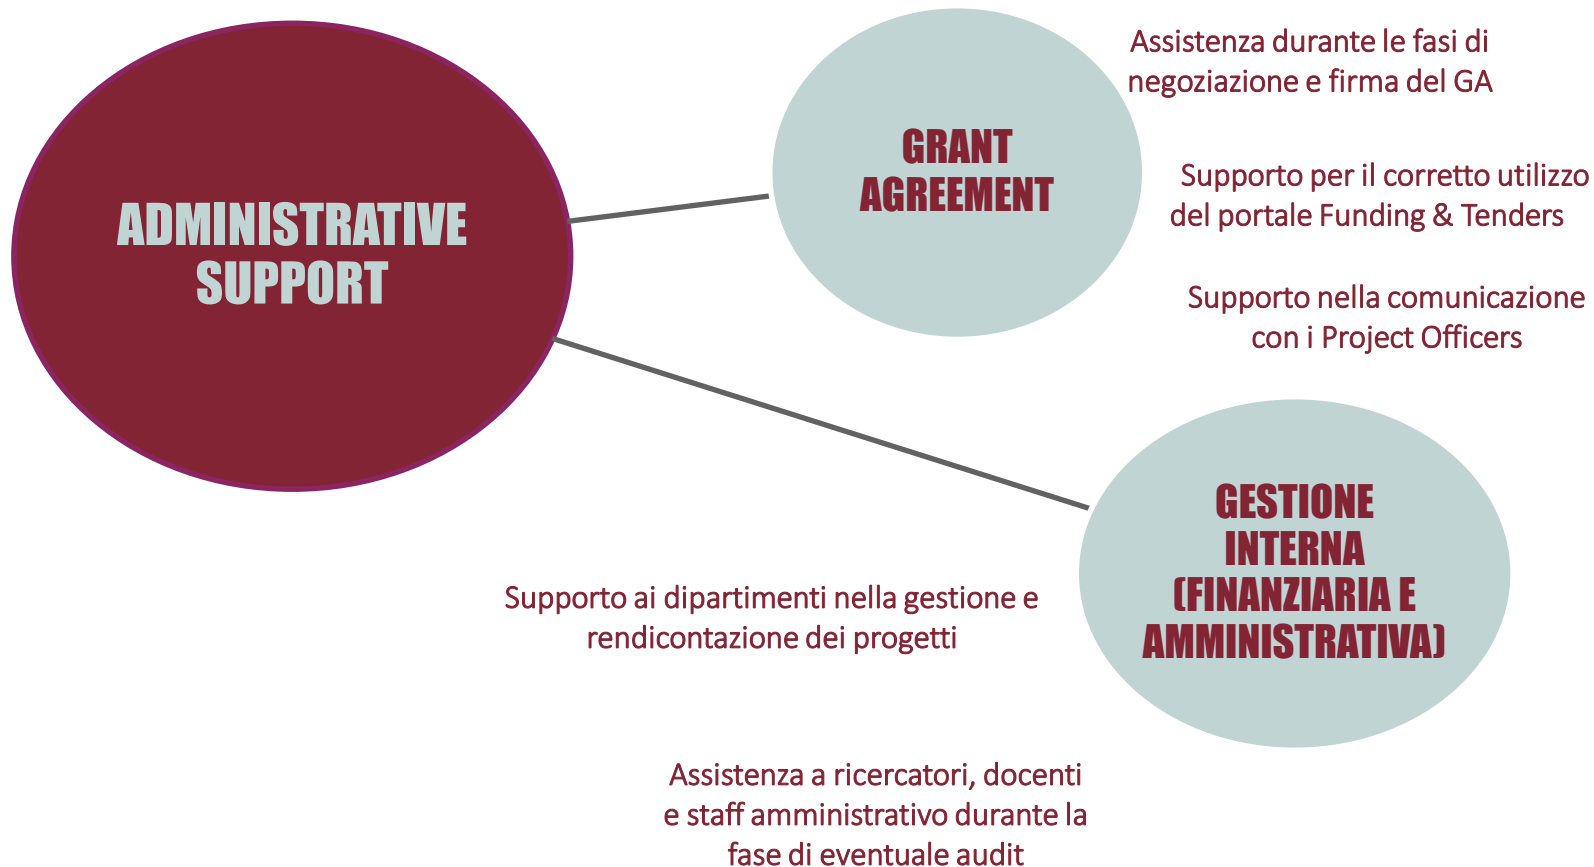 ADMINISTRATIVE
SUPPORT
GRANT
AGREEMENT
Assistenza durante le fasi di
negoziazione e firma del GA
Supporto per il corretto utilizzo
del portale Funding & Tenders
Supporto nella comunicazione
con i Project Officers
GESTIONE
INTERNA
(FINANZIARIA E
AMMINISTRATIVA)
Supporto ai dipartimenti nella gestione e
rendicontazione dei progetti
Assistenza a ricercatori, docenti
e staff amministrativo durante la
fase di eventuale audit